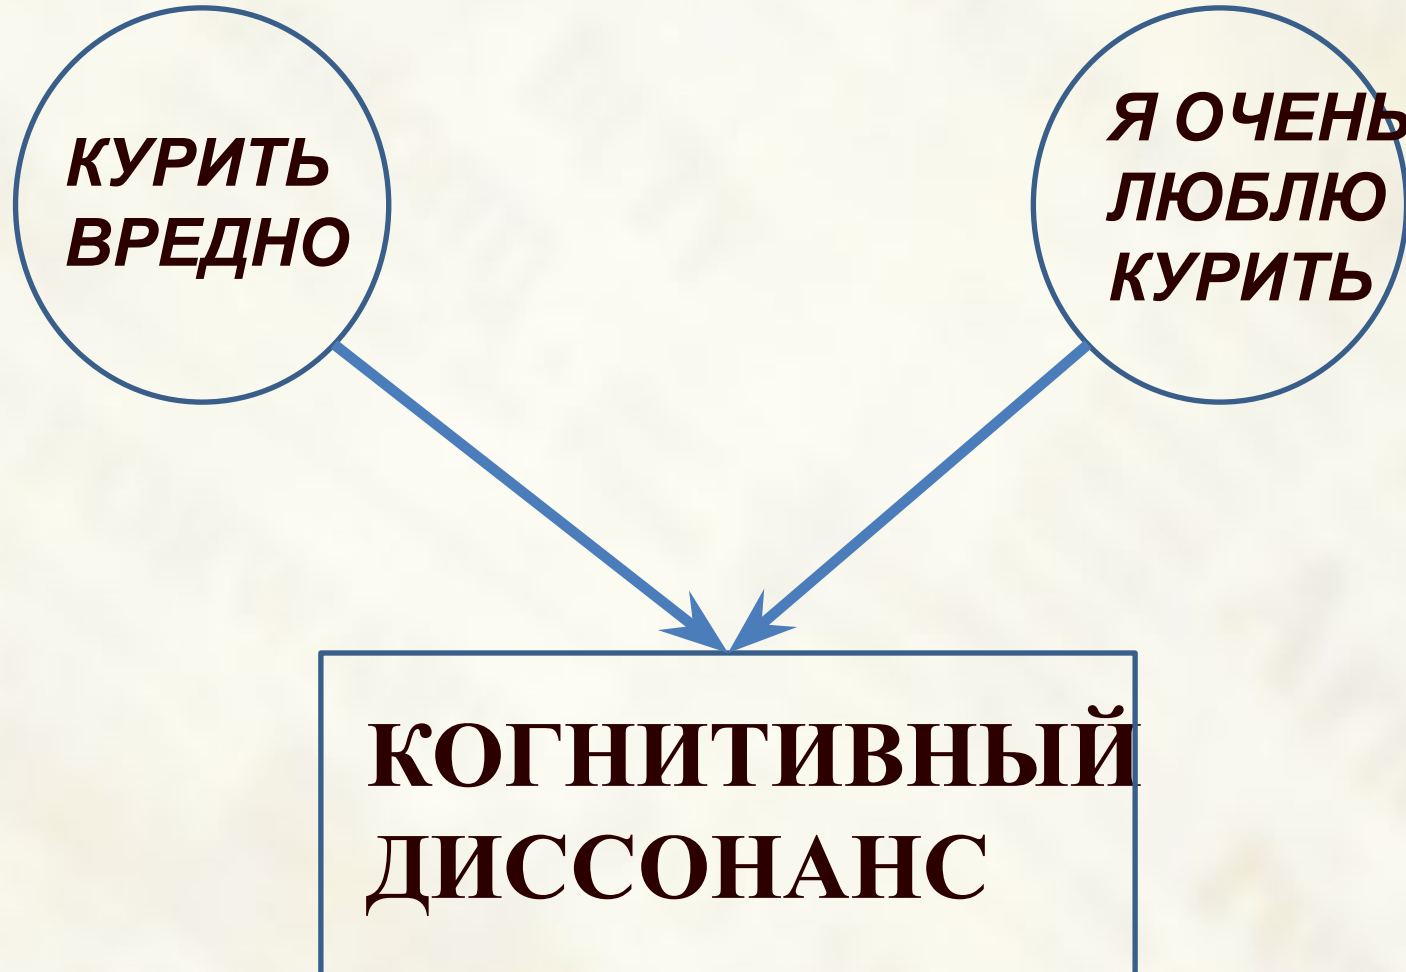 КУРИТЬ
ВРЕДНО
Я ОЧЕНЬ
ЛЮБЛЮ
КУРИТЬ
КОГНИТИВНЫЙ
ДИССОНАНС